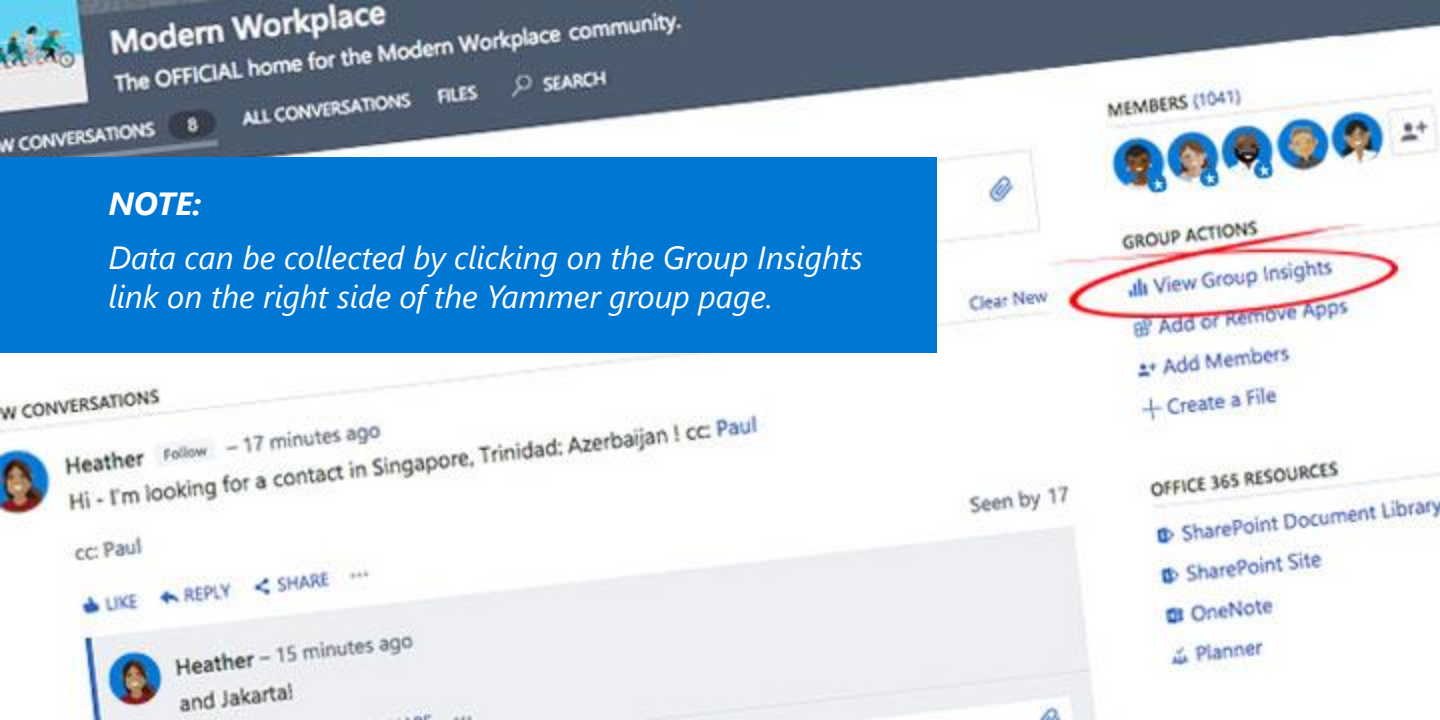 Modern Workplace
The OFFICIAL home for the Modern Workplace community.
W CONVERSATIONS 8 ALL CONVERSATIONS FILES SEARCH
NOTE:
Data can be collected by clicking on the Group Insights
link on the right side of the Yammer group page.
Clear New
W CONVERSATIONS
Heather Follow – 17 minutes ago
Hi - I'm looking for a contact in Singapore, Trinidad: Azerbaijan ! cc: Paul
Seen by 17
cc: Paul
LIKE REPLY SHARE ...
Heather – 15 minutes ago
and Jakarta!
MEMBERS (1041)
GROUP ACTIONS
View Group Insights
Add or Remove Apps
Add Members
Create a File
OFFICE 365 RESOURCES
SharePoint Document Library
SharePoint Site
OneNote
Planner